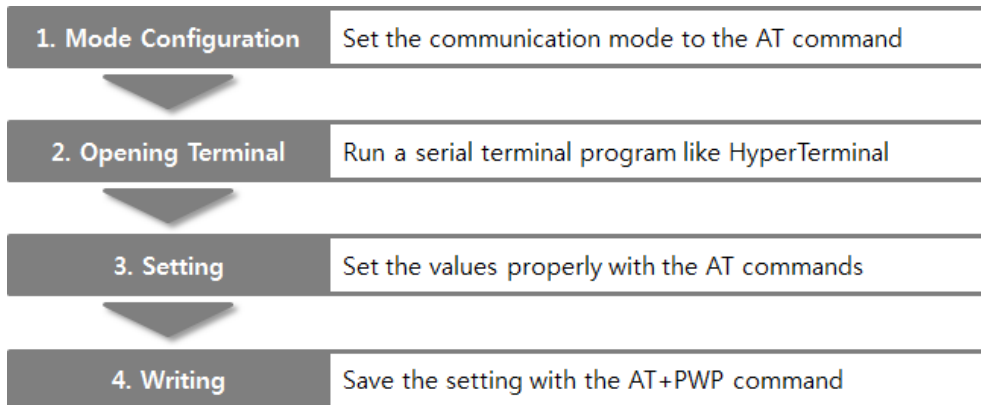 1. Mode Configuration
Set the communication mode to the AT command
2. Opening Terminal
Run a serial terminal program like HyperTerminal
3. Setting
Set the values properly with the AT commands
4. Writing
Save the setting with the AT+PWP command